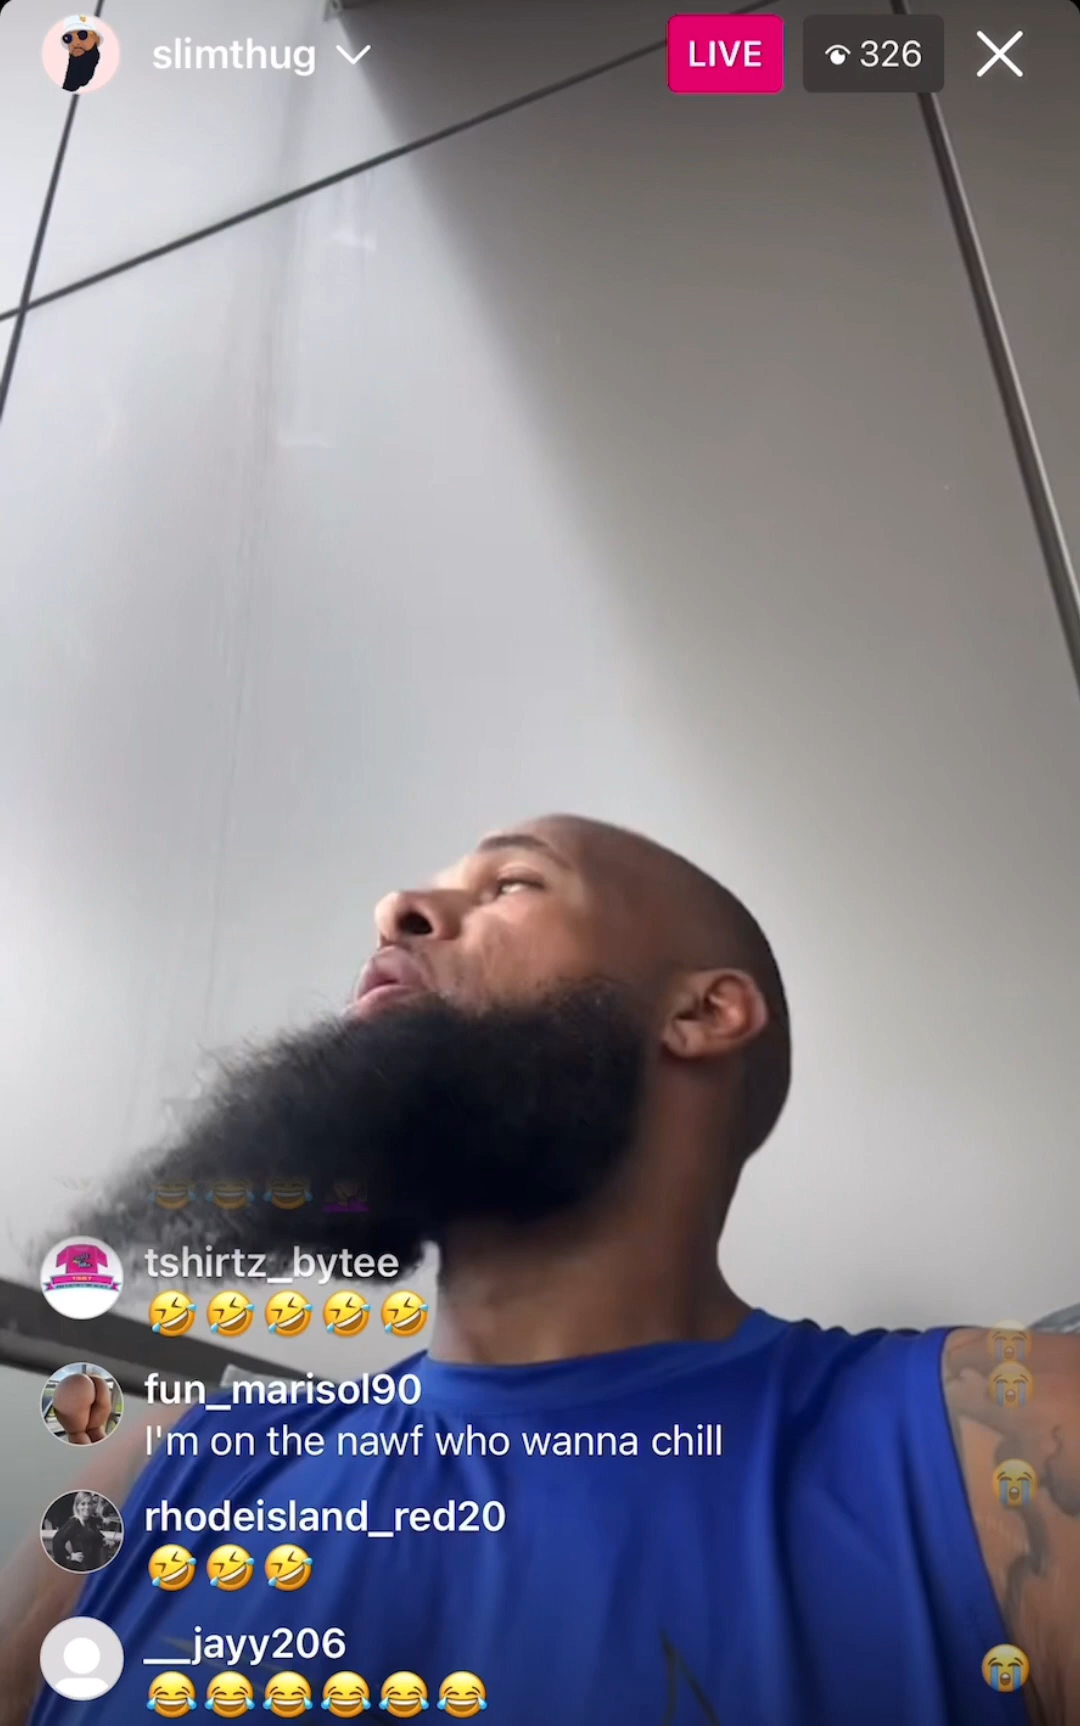 slimthug
LIVE
326
😂😂😂
tshirtz_bytee
🤣🤣🤣🤣🤣
fun_marisol90
I'm on the nawf who wanna chill
rhodeisland_red20
🤣🤣🤣
__jayy206
😂😂😂😂😂😂